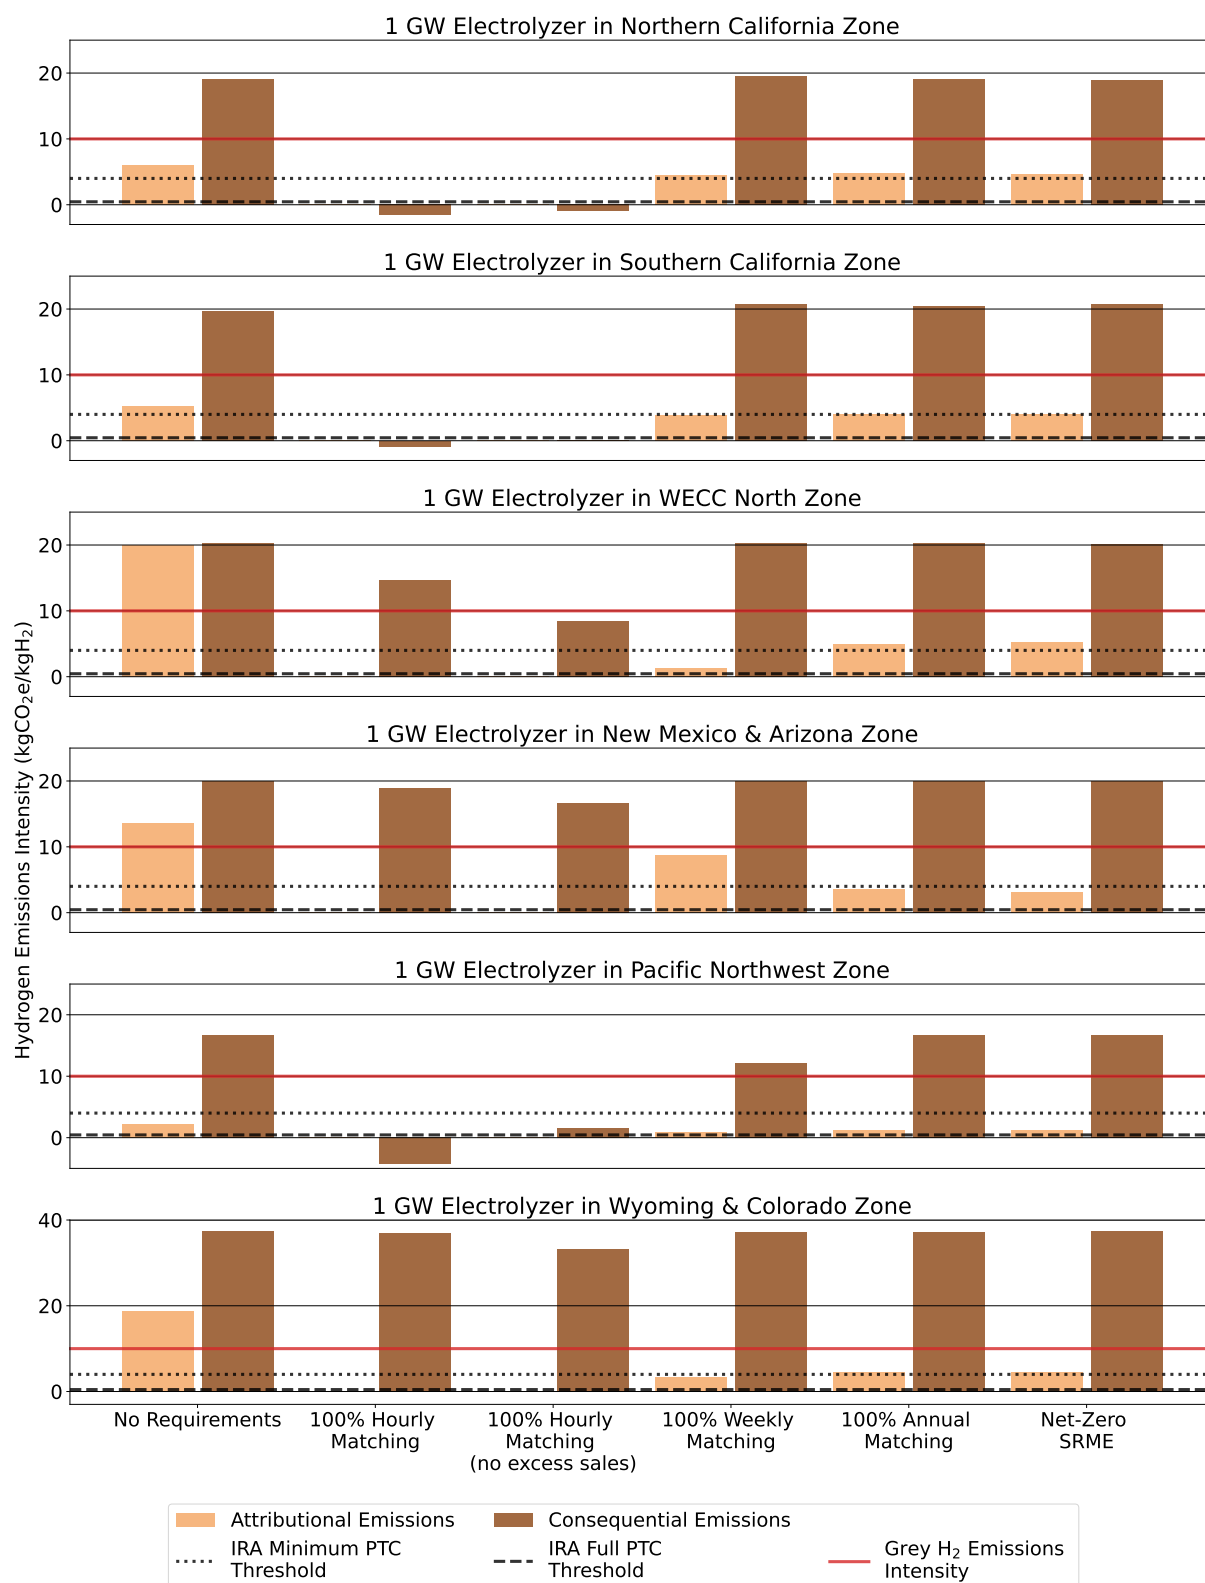 1 GW Electrolyzer in Northern California Zone
20
10
0
1 GW Electrolyzer in Southern California Zone
20
10
0
1 GW Electrolyzer in WECC North Zone
20
10
0
1 GW Electrolyzer in New Mexico & Arizona Zone
20
10
0
1 GW Electrolyzer in Pacific Northwest Zone
20
10
0
1 GW Electrolyzer in Wyoming & Colorado Zone
40
20
0
Hydrogen Emissions Intensity (kgCO₂e/kgH₂)
No Requirements
100% Hourly
Matching
100% Hourly
Matching
(no excess sales)
100% Weekly
Matching
100% Annual
Matching
Net-Zero
SRME
Attributional Emissions
Consequential Emissions
IRA Minimum PTC
Threshold
IRA Full PTC
Threshold
Grey H₂ Emissions
Intensity